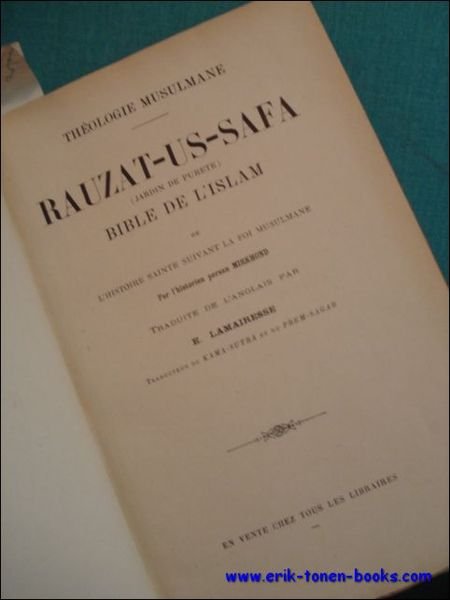 THÉOLOGIE MUSULMANE
RAUZAT-US-SAFA
(JARDIN DE PURETÉ)
BIBLE DE L'ISLAM
OU
L'HISTOIRE SAINTE SUIVANT LA FOI MUSULMANE
Par l'historien persan MIRKHOND
TRADUITE DE L'ANGLAIS PAR
E. LAMAIRESSE
TRADUCTEUR DU KAMA-SUTRA ET DU PREM-SAGAR
EN VENTE CHEZ TOUS LES LIBRAIRES
www.erik-tonen-books.com